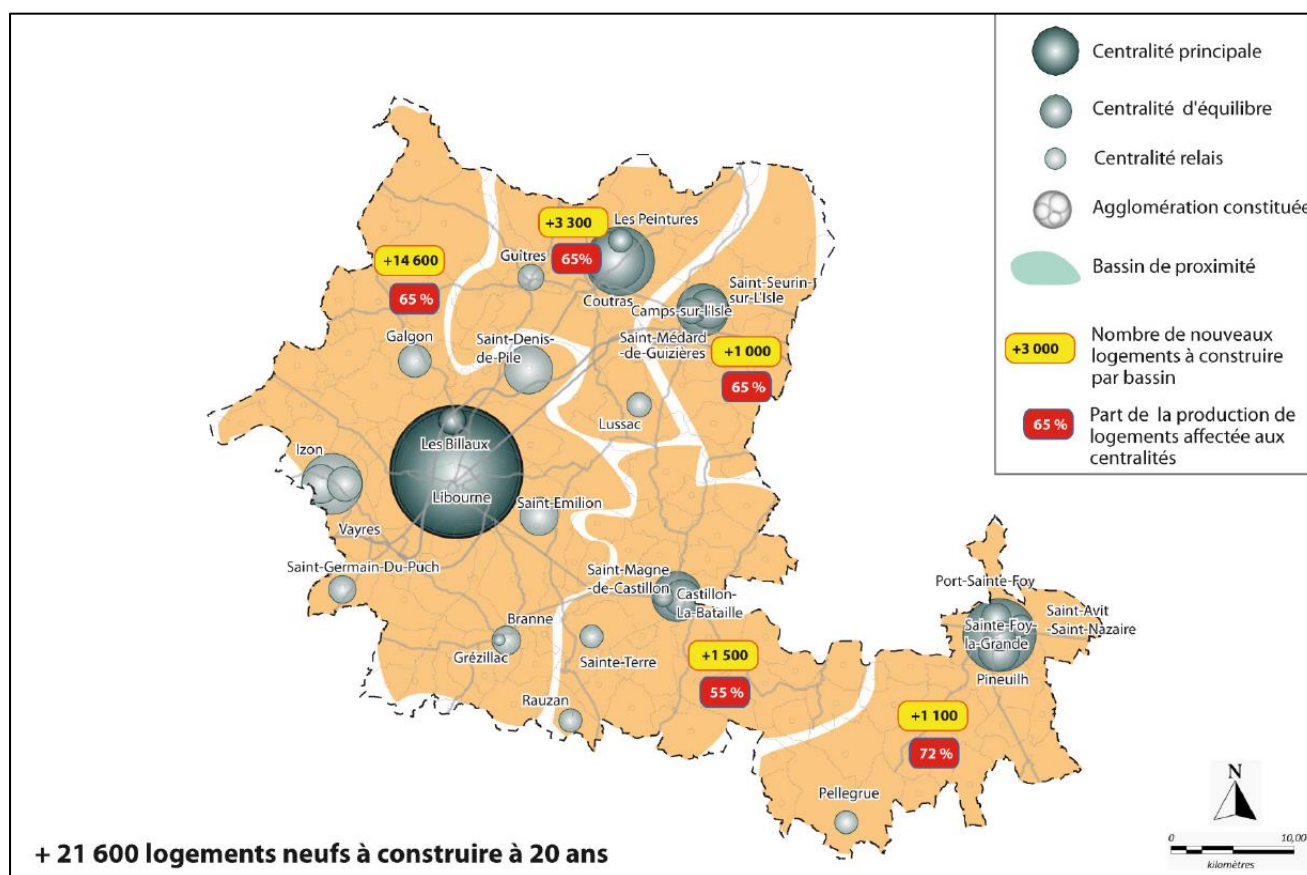 Centralité principale
Centralité d'équilibre
Centralité relais
Agglomération constituée
Bassin de proximité
+3 000
Nombre de nouveaux
logements à construire
par bassin
65 %
Part de la production de
logements affectée aux
centralités
+3 300
65%
Les Peintures
Guîtres
Coutras
+14 600
65 %
Galgon
Saint-Denis-
de-Pile
Saint-Seurin-
sur-L'Isle
Camps-sur-l'Isle
Saint-Médard
-de-Guizières
+1 000
65 %
Lussac
Les Billaux
Izon
Libourne
Saint-Emilion
Vayres
Saint-Germain-Du-Puch
Saint-Magne
-de-Castillon
Castillon-
La-Bataille
Branne
Grézillac
Sainte-Terre
Rauzan
+1 500
55 %
Port-Sainte-Foy
Saint-Avit
-Saint-Nazaire
Sainte-Foy-
la-Grande
Pineuilh
+1 100
72 %
Pellegrue
N
0 10,00
kilomètres
+ 21 600 logements neufs à construire à 20 ans